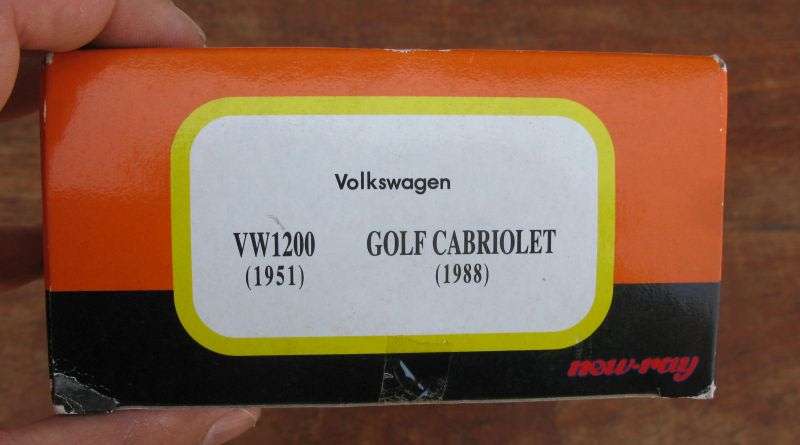 Volkswagen
VW1200 GOLF CABRIOLET
(1951) (1988)
new-ray